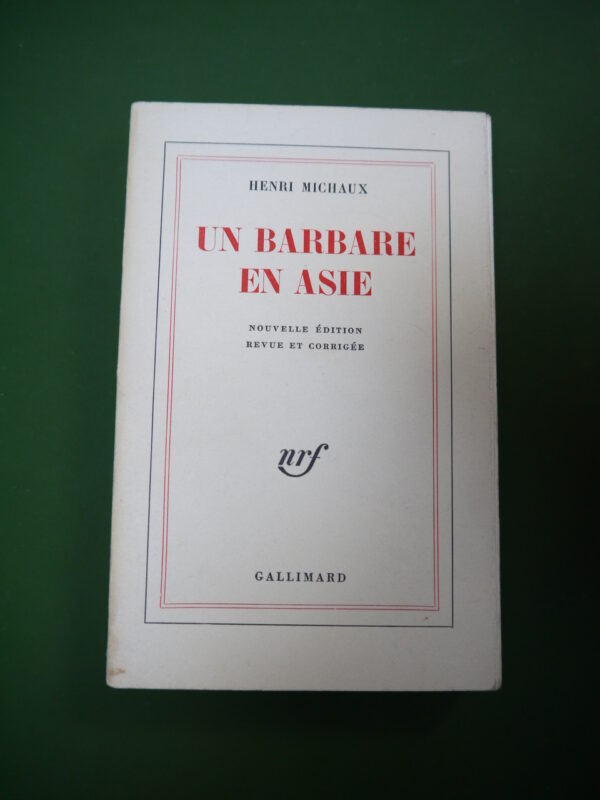 HENRI MICHAUX
UN BARBARE
EN ASIE
NOUVELLE ÉDITION
REVUE ET CORRIGÉE
nrf
GALLIMARD